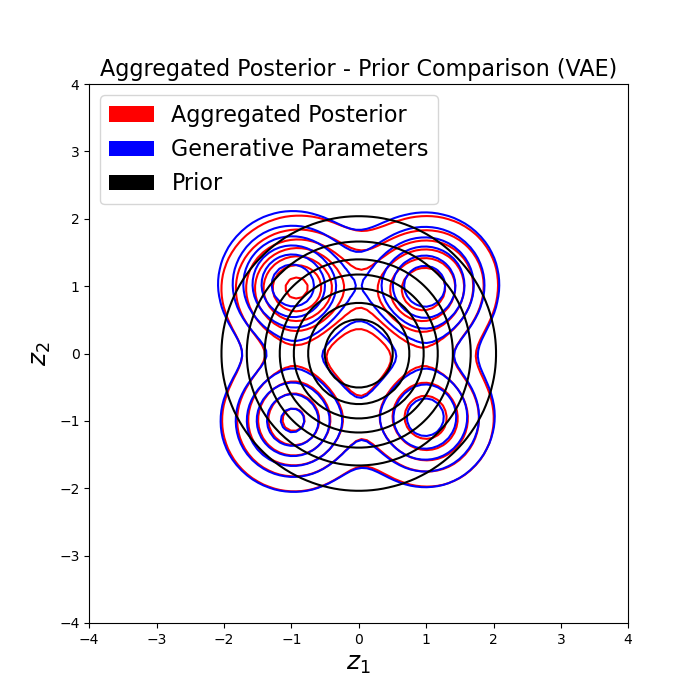 Aggregated Posterior - Prior Comparison (VAE)
Aggregated Posterior
Generative Parameters
Prior
4
3
2
1
0
−1
−2
−3
−4
z₂
−4 −3 −2 −1 0 1 2 3 4
z₁